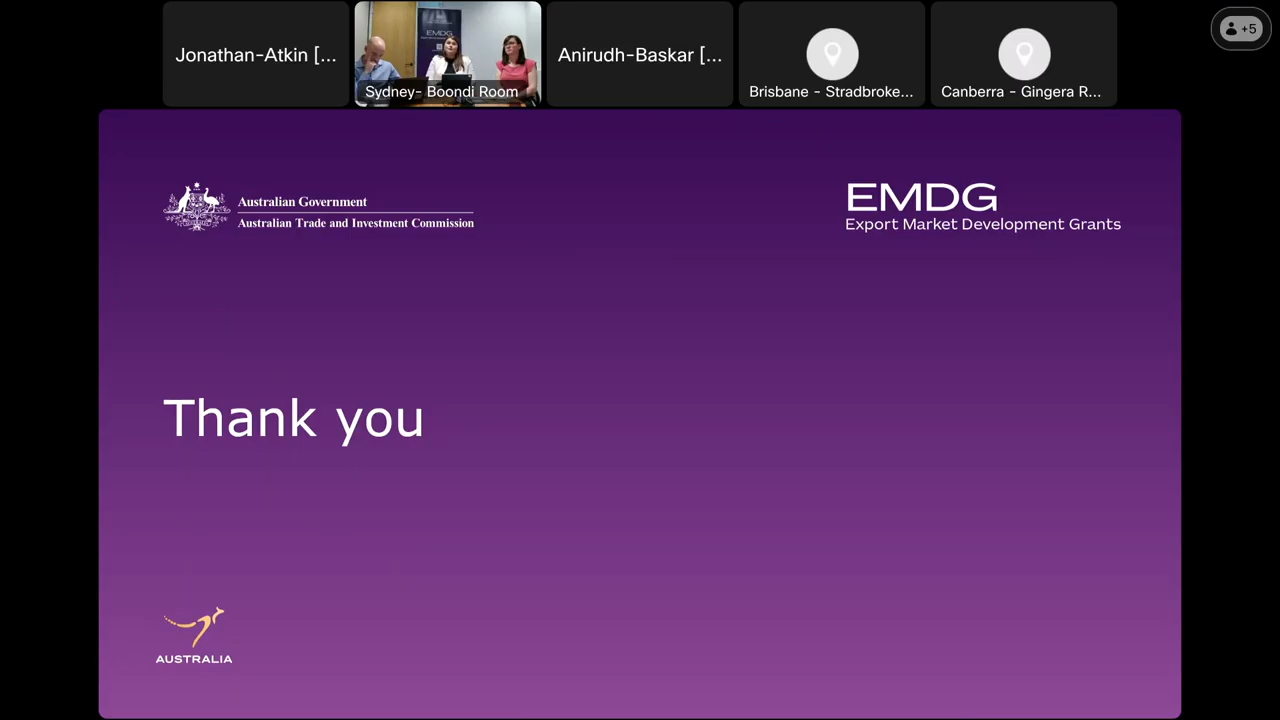 Jonathan-Atkin [...
Sydney- Boondi Room
Anirudh-Baskar [...
Brisbane - Stradbroke...
Canberra - Gingera R...
+5
EMDG
Australian Government
Australian Trade and Investment Commission
EMDG
Export Market Development Grants
Thank you
AUSTRALIA